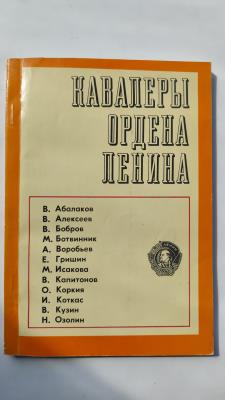 КАВАЛЕРЫ
ОРДЕНА
ЛЕНИНА
В. Абалаков
В. Алексеев
В. Бобров
М. Ботвинник
А. Воробьев
Е. Гришин
М. Исакова
В. Капитонов
О. Коркия
И. Коткас
В. Кузин
Н. Озолин